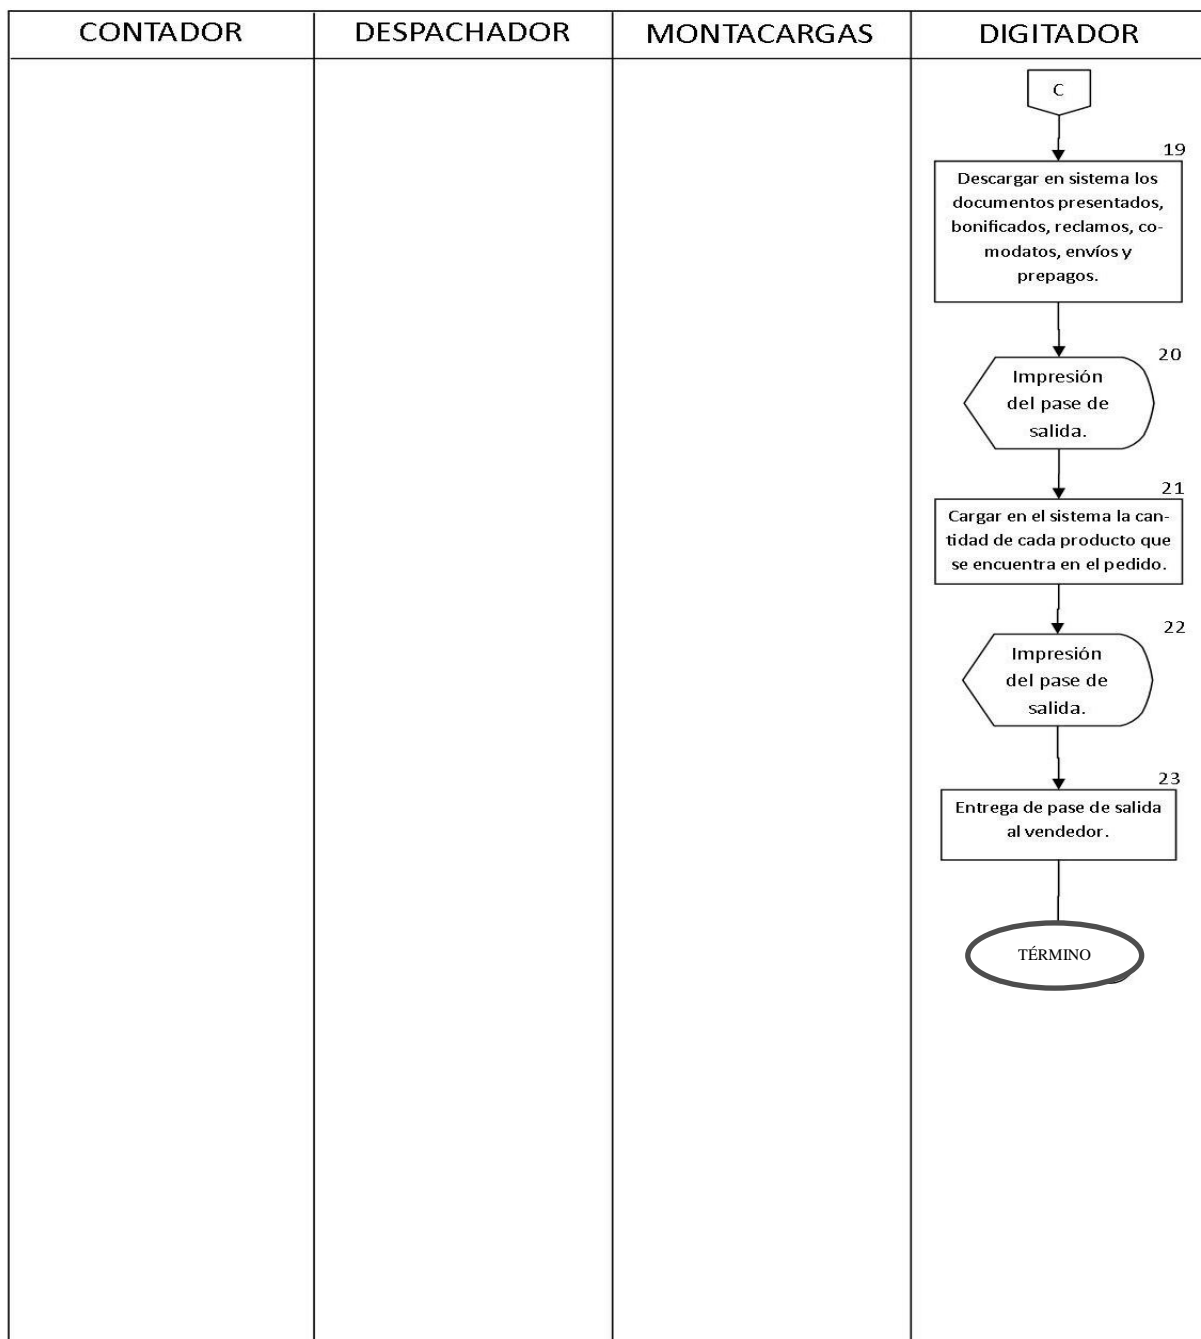 CONTADOR DESPACHADOR MONTACARGAS DIGITADOR
C
19
Descargar en sistema los
documentos presentados,
bonificados, reclamos, co-
modatos, envíos y
prepagos.
20
Impresión
del pase de
salida.
21
Cargar en el sistema la can-
tidad de cada producto que
se encuentra en el pedido.
22
Impresión
del pase de
salida.
23
Entrega de pase de salida
al vendedor.
TÉRMINO